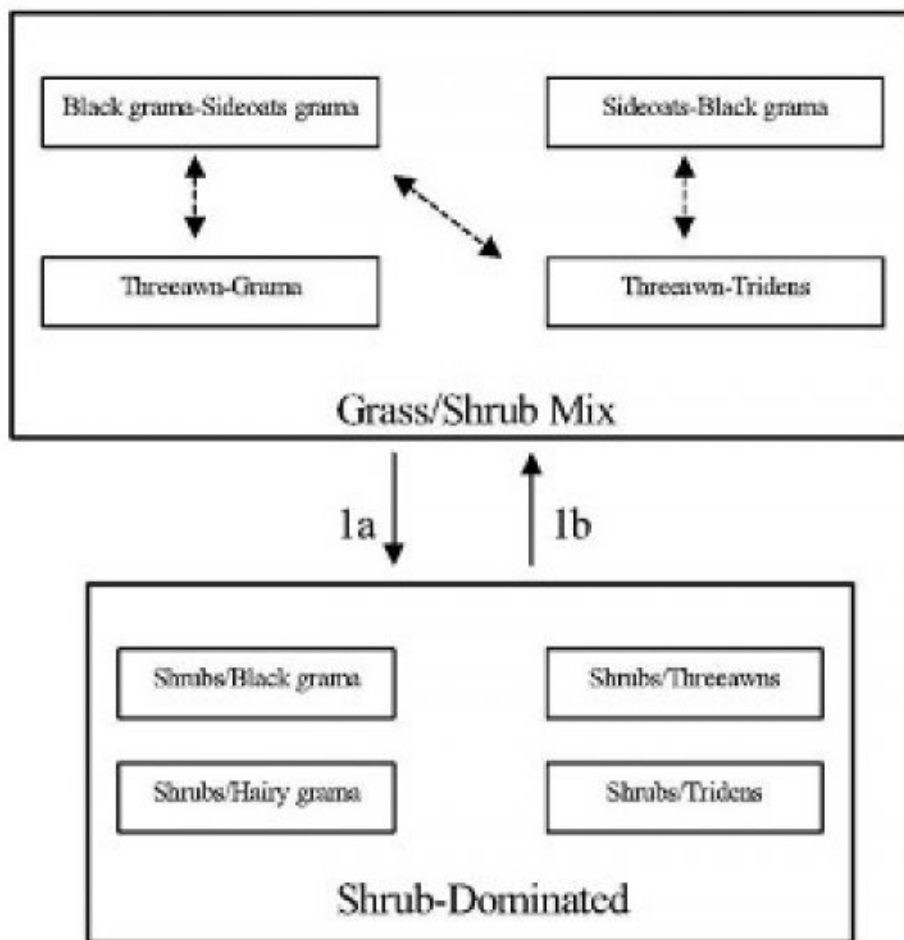 Black grama-Sideoats grama
Sideoats-Black grama
Threeawn-Grama
Threeawn-Tridens
Grass/Shrub Mix
1a
1b
Shrubs/Black grama
Shrubs/Threeawns
Shrubs/Hairy grama
Shrubs/Tridens
Shrub-Dominated